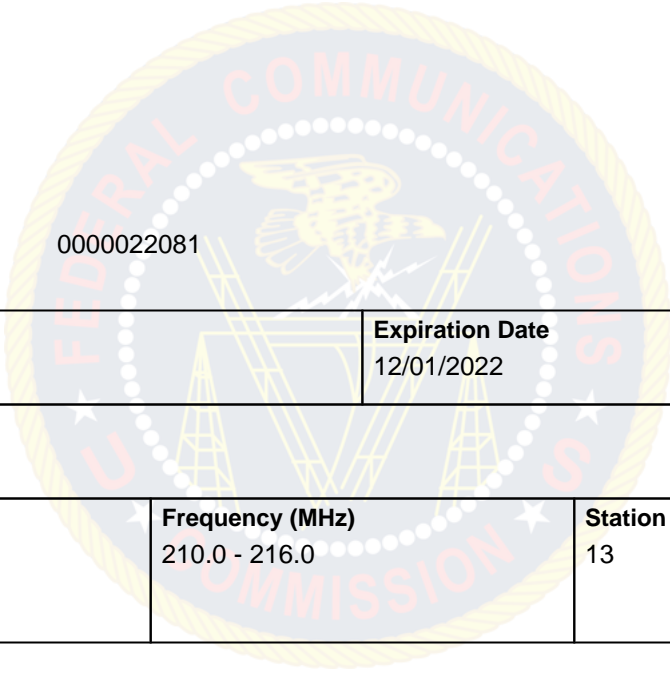 FEDERAL COMMUNICATIONS COMMISSION
U S
0000022081
Expiration Date
12/01/2022
Frequency (MHz)
Station
210.0 - 216.0
13